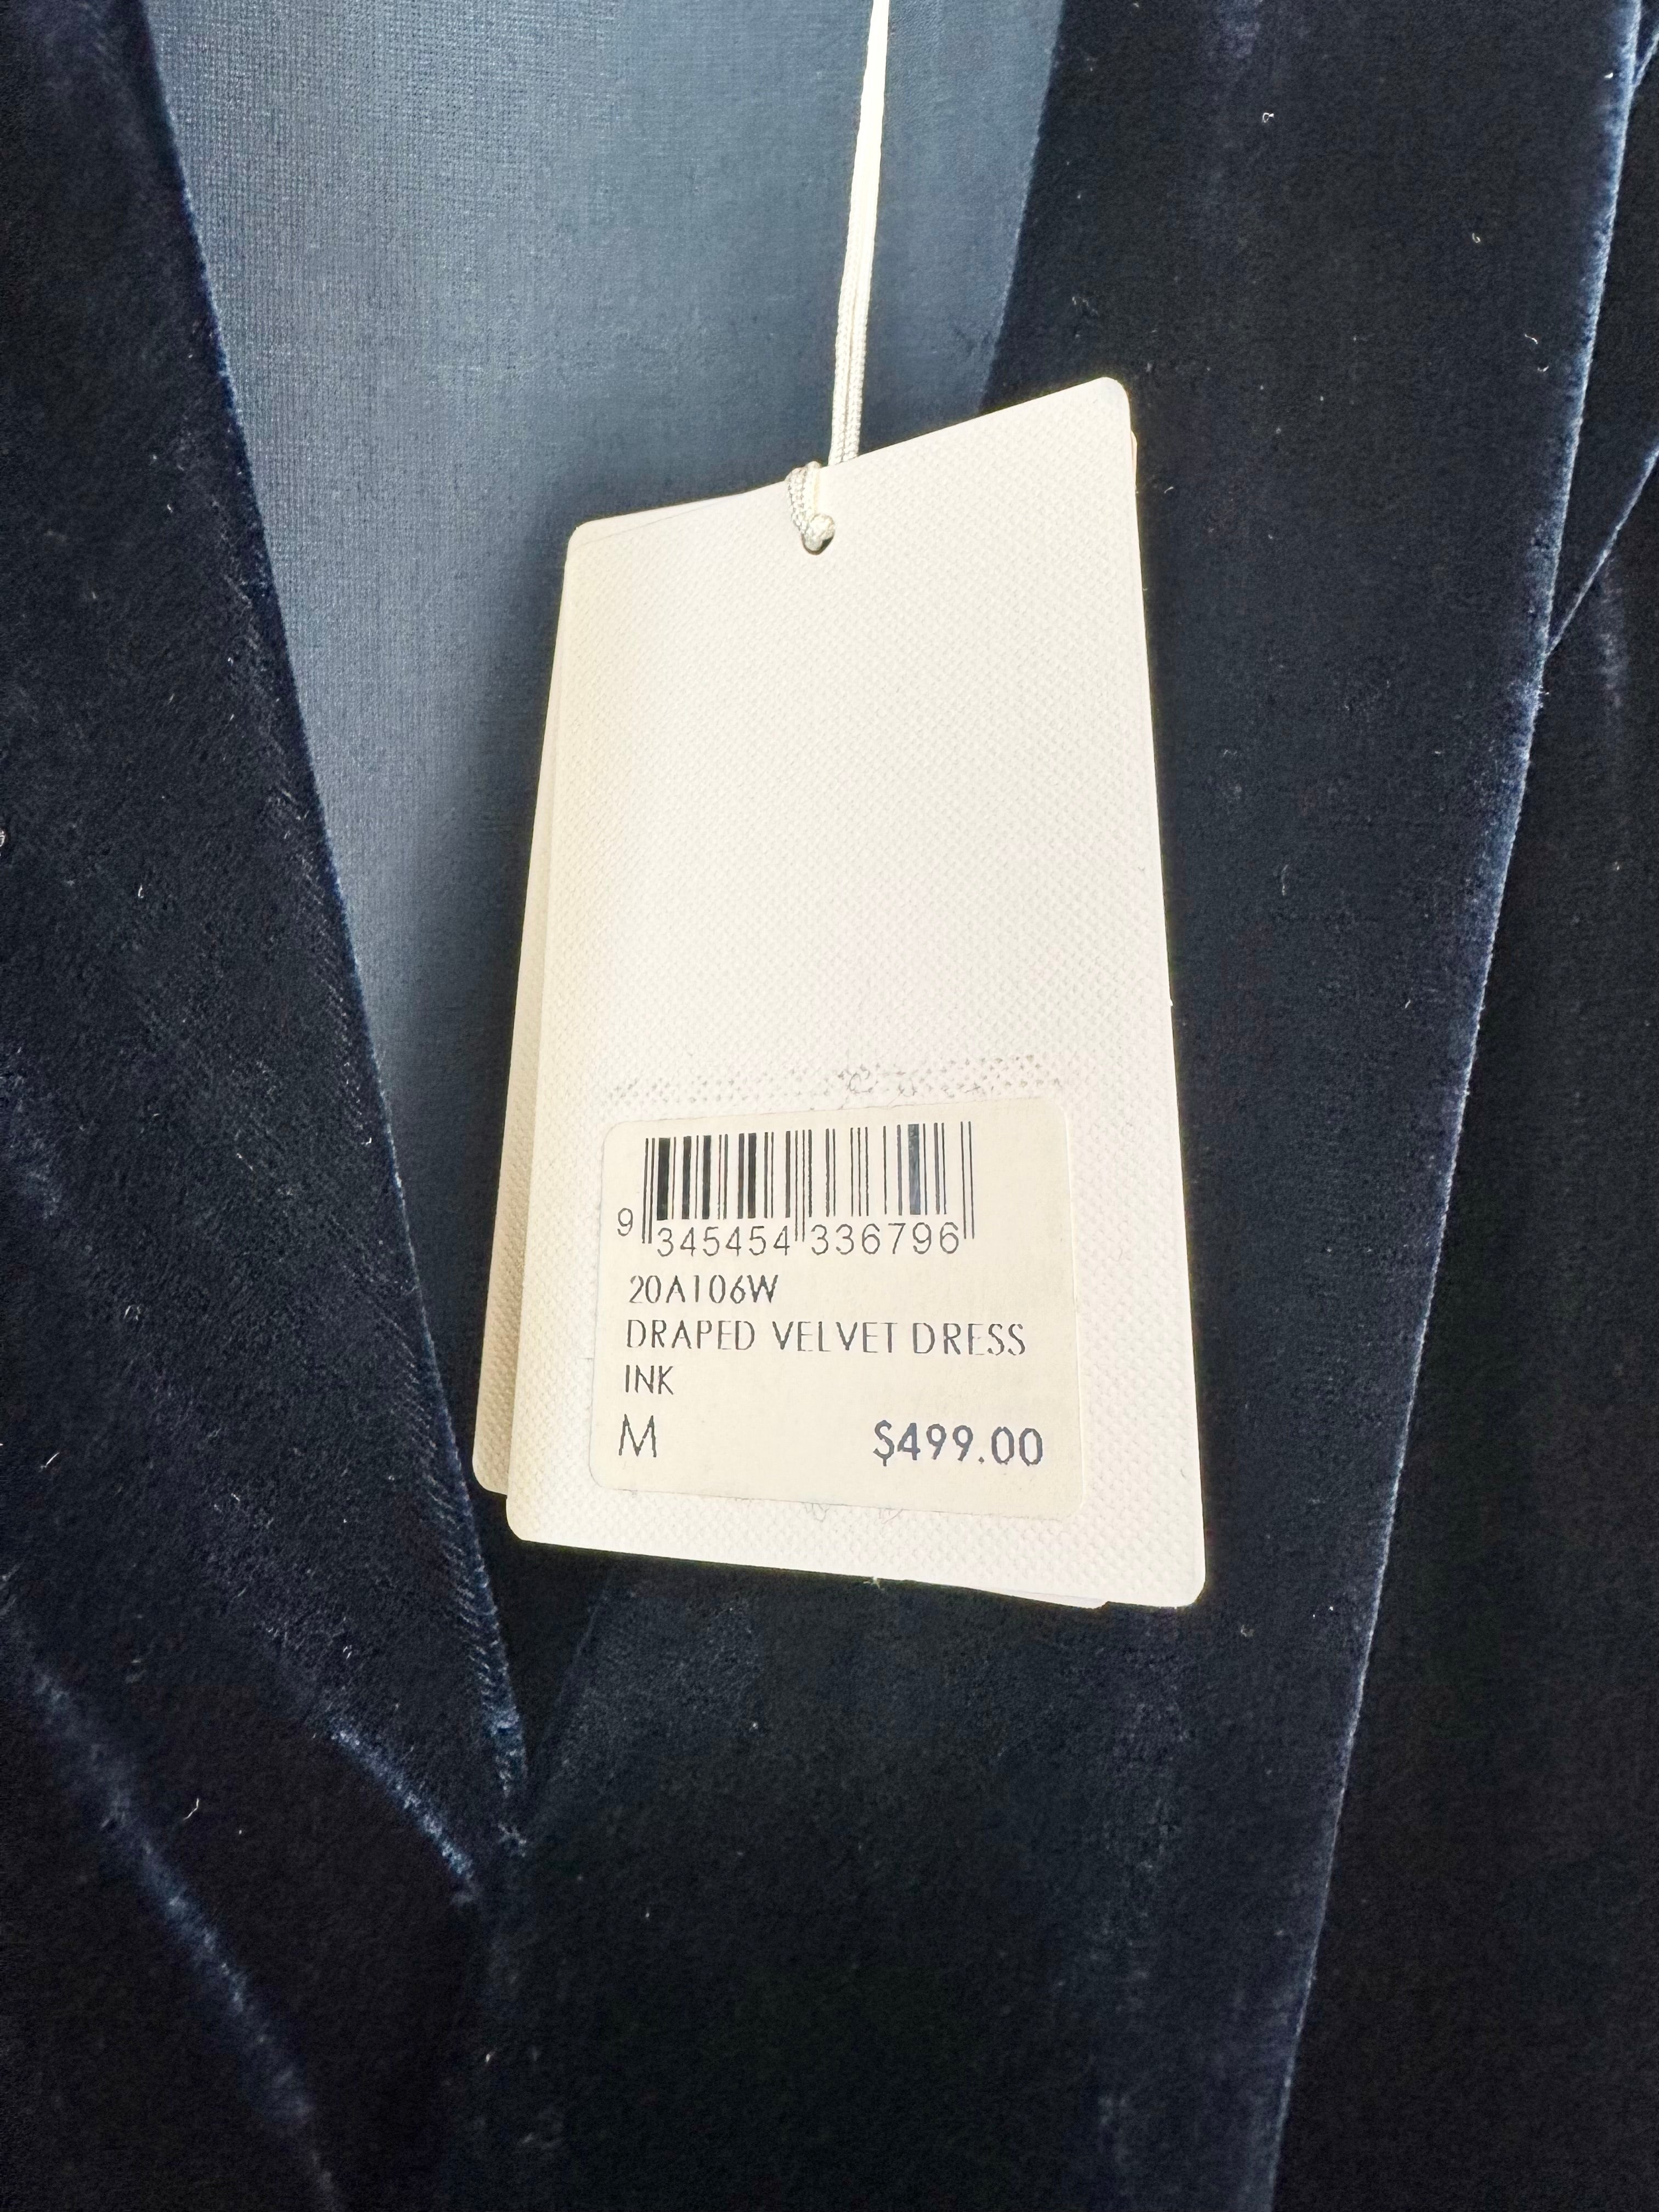 9 345454 336796
20A106W
DRAPED VELVET DRESS
INK
M $499.00